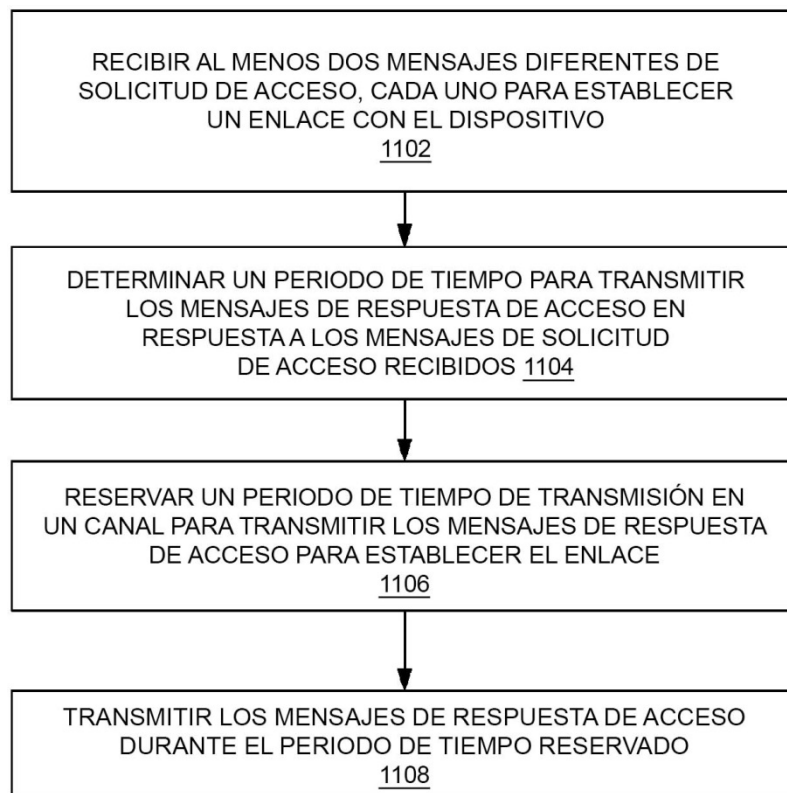 RECIBIR AL MENOS DOS MENSAJES DIFERENTES DE
SOLICITUD DE ACCESO, CADA UNO PARA ESTABLECER
UN ENLACE CON EL DISPOSITIVO
1102
DETERMINAR UN PERIODO DE TIEMPO PARA TRANSMITIR
LOS MENSAJES DE RESPUESTA DE ACCESO EN
RESPUESTA A LOS MENSAJES DE SOLICITUD
DE ACCESO RECIBIDOS 1104
RESERVAR UN PERIODO DE TIEMPO DE TRANSMISIÓN EN
UN CANAL PARA TRANSMITIR LOS MENSAJES DE RESPUESTA
DE ACCESO PARA ESTABLECER EL ENLACE
1106
TRANSMITIR LOS MENSAJES DE RESPUESTA DE ACCESO
DURANTE EL PERIODO DE TIEMPO RESERVADO
1108